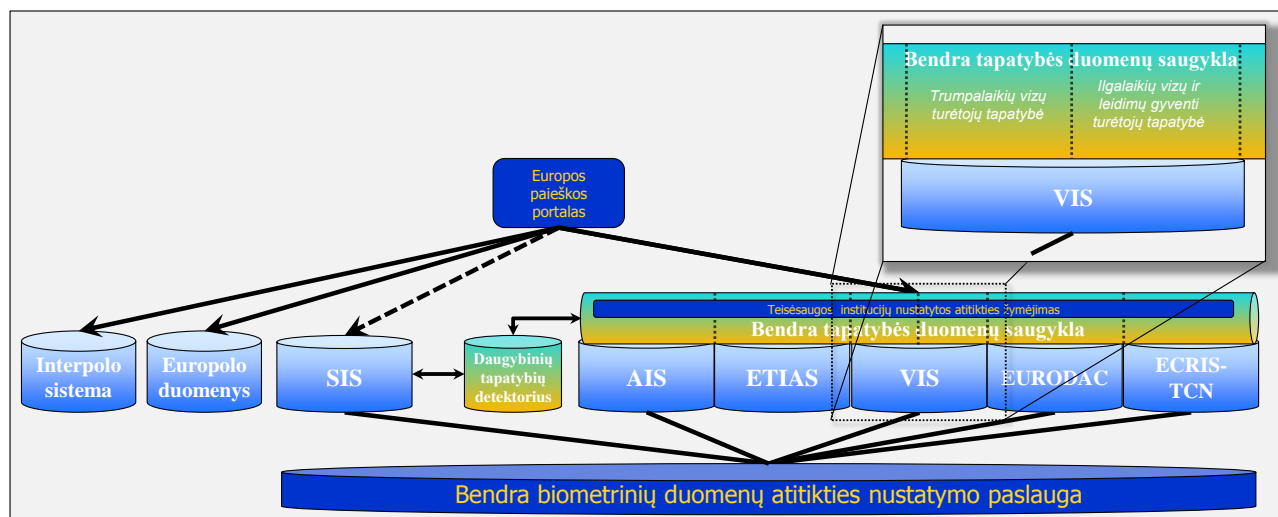 Bendra tapatybės duomenų saugykla
Trumpalaikių vizų
turėtojų tapatybė
Ilgalaikių vizų ir
leidimų gyventi
turėtojų tapatybė
VIS
Europos
paieškos
portalas
Teisėsaugos institucijų nustatytos atitikties žymėjimas
Bendra tapatybės duomenų saugykla
Interpolo
sistema
Europolo
duomenys
SIS
Daugybinių
tapatybių
detektorius
AIS
ETIAS
VIS
EURODAC
ECRIS-
TCN
Bendra biometrinių duomenų atitikties nustatymo paslauga